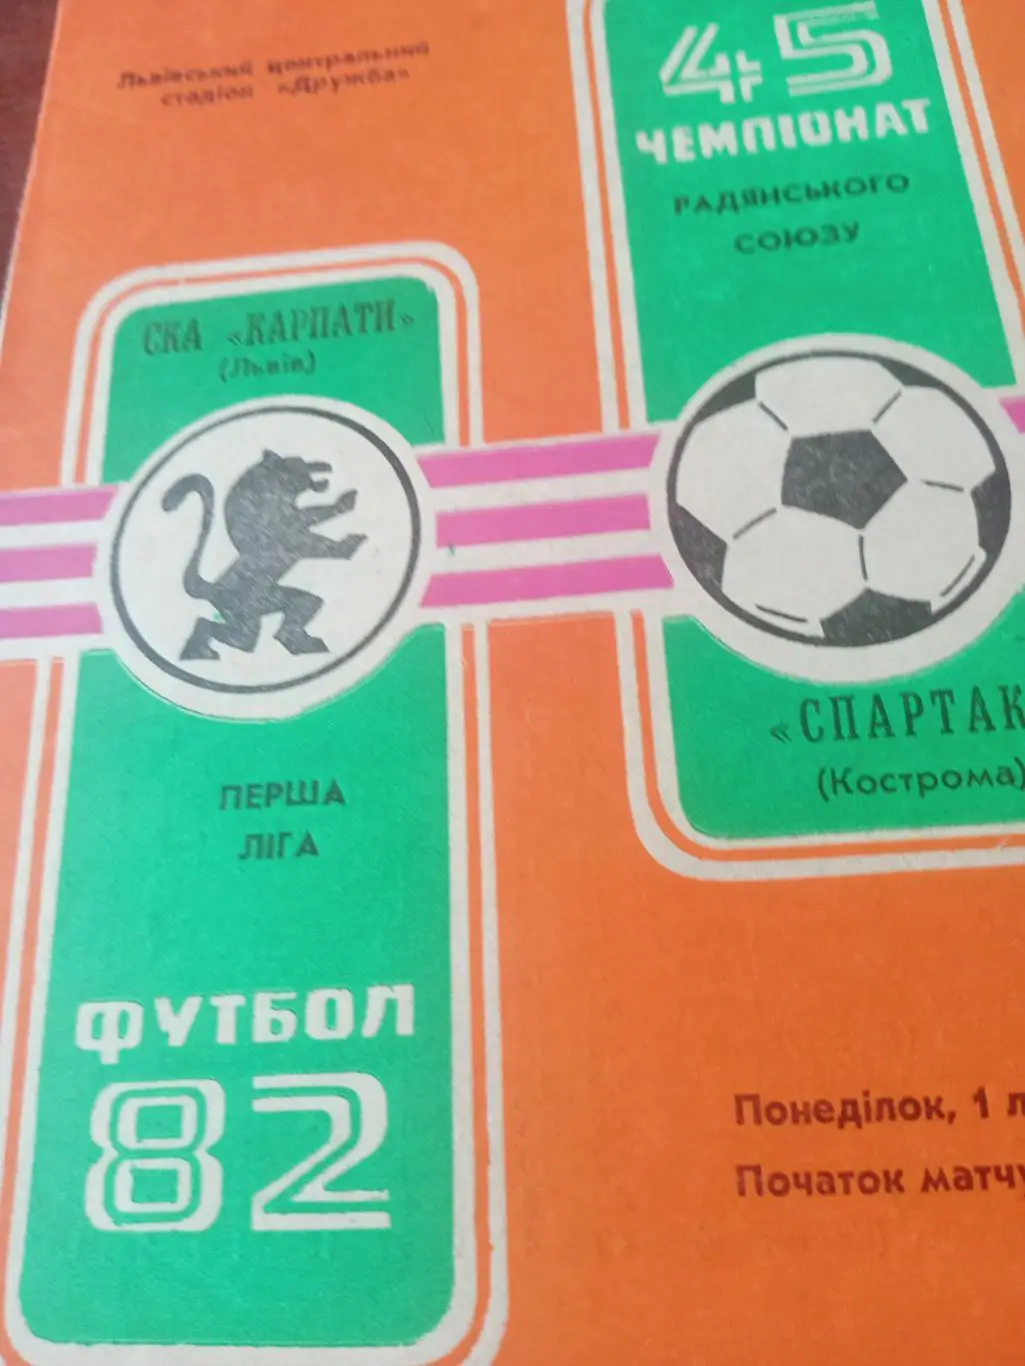 Львівський центральний
стадіон «Дружба»
45
ЧЕМПІОНАТ
РАДЯНСЬКОГО
СОЮЗУ
СКА «КАРПАТИ»
(Львів)
«СПАРТАК
(Кострома)
ПЕРША
ЛІГА
ФУТБОЛ
82
Понеділок, 1 л
Початок матчу